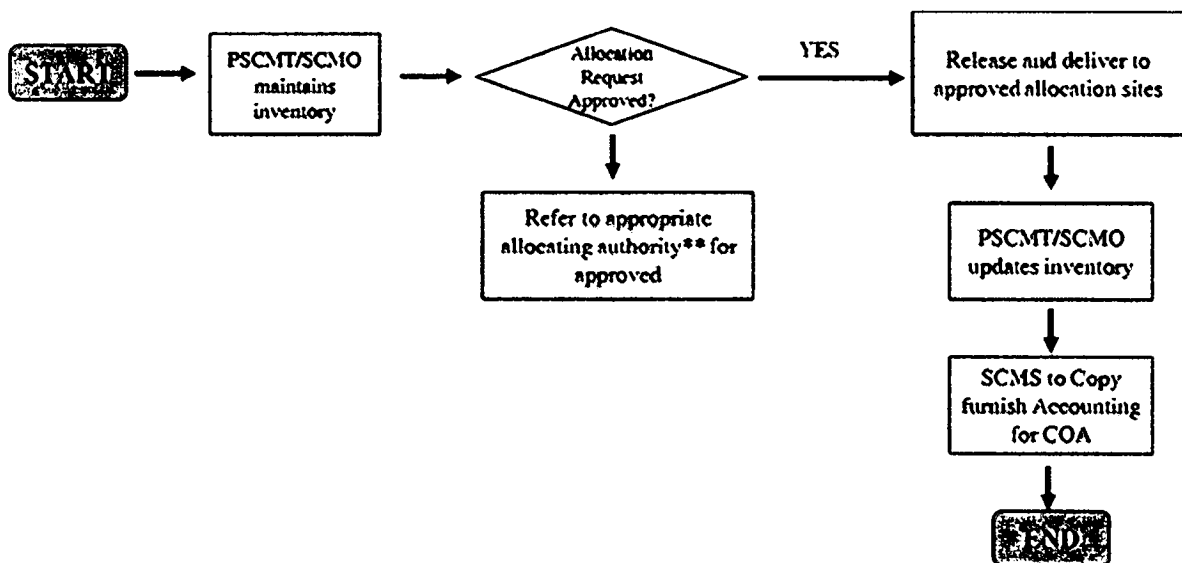 START
PSCMT/SCMO
maintains
inventory
Allocation
Request
Approved?
YES
Release and deliver to
approved allocation sites
Refer to appropriate
allocating authority** for
approved
PSCMT/SCMO
updates inventory
SCMS to Copy
furnish Accounting
for COA
END